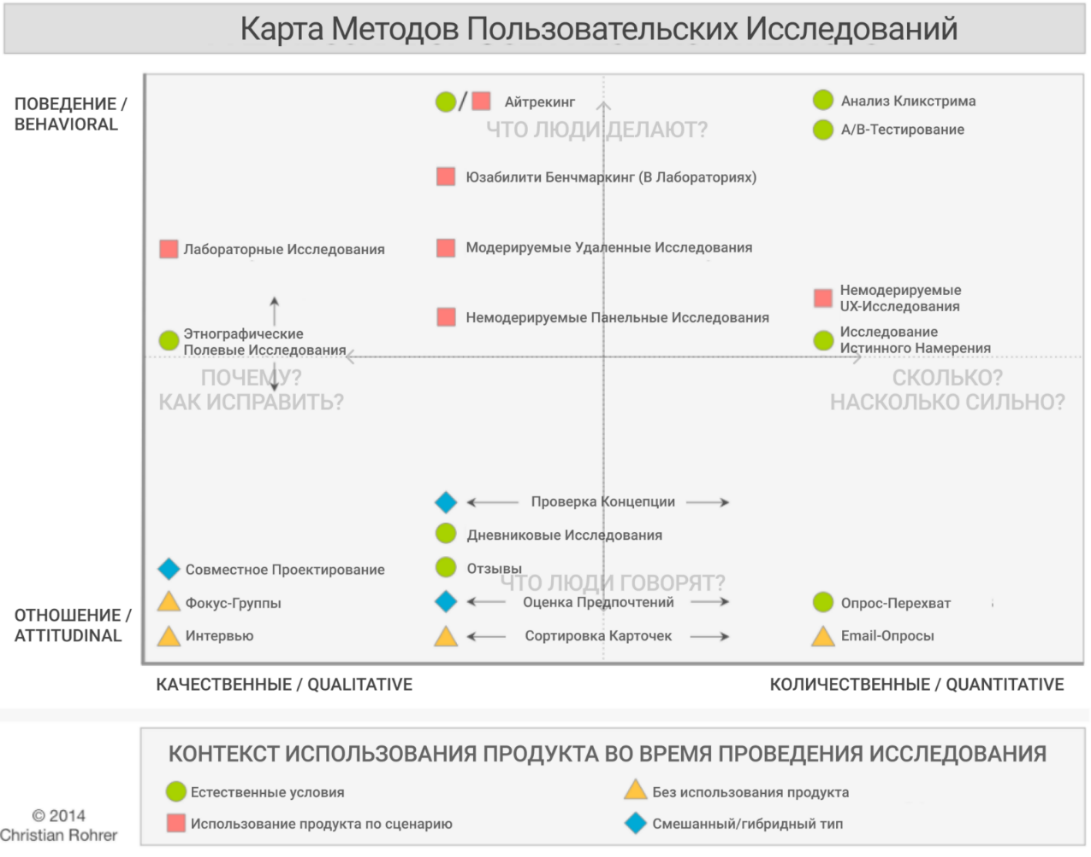 Карта Методов Пользовательских Исследований
ПОВЕДЕНИЕ /
BEHAVIORAL
/ Айтрекинг
Анализ Кликстрима
ЧТО ЛЮДИ ДЕЛАЮТ?
A/B-Тестирование
Юзабилити Бенчмаркинг (В Лабораториях)
Лабораторные Исследования
Модерируемые Удаленные Исследования
Немодерируемые
UX-Исследования
Немодерируемые Панельные Исследования
Этнографические
Полевые Исследования
Исследование
Истинного Намерения
ПОЧЕМУ?
КАК ИСПРАВИТЬ?
СКОЛЬКО?
НАСКОЛЬКО СИЛЬНО?
Проверка Концепции
Дневниковые Исследования
Отзывы
Совместное Проектирование
ЧТО ЛЮДИ ГОВОРЯТ?
ОТНОШЕНИЕ /
ATTITUDINAL
Фокус-Группы
Оценка Предпочтений
Опрос-Перехват
Интервью
Сортировка Карточек
Email-Опросы
КАЧЕСТВЕННЫЕ / QUALITATIVE
КОЛИЧЕСТВЕННЫЕ / QUANTITATIVE
КОНТЕКСТ ИСПОЛЬЗОВАНИЯ ПРОДУКТА ВО ВРЕМЯ ПРОВЕДЕНИЯ ИССЛЕДОВАНИЯ
Естественные условия
Без использования продукта
Использование продукта по сценарию
Смешанный/гибридный тип
© 2014
Christian Rohrer